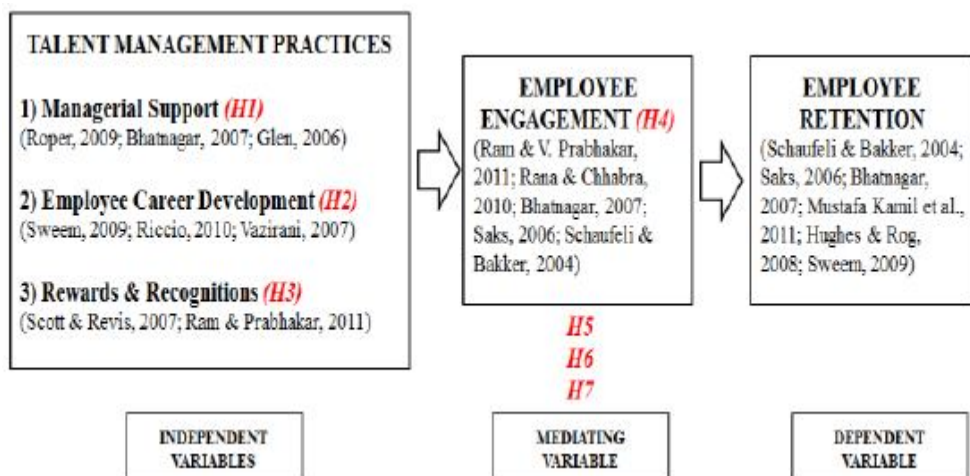 TALENT MANAGEMENT PRACTICES
1) Managerial Support (H1)
(Roper, 2009; Bhatnagar, 2007; Glen, 2006)
2) Employee Career Development (H2)
(Sweem, 2009; Riccio, 2010; Vazirani, 2007)
3) Rewards & Recognitions (H3)
(Scott & Revis, 2007; Ram & Prabhakar, 2011)
EMPLOYEE
ENGAGEMENT (H4)
(Ram & V. Prabhakar,
2011; Rana & Chhabra,
2010; Bhatnagar, 2007;
Saks, 2006; Schaufeli &
Bakker, 2004)
H5
H6
H7
EMPLOYEE
RETENTION
(Schaufeli & Bakker, 2004;
Saks, 2006; Bhatnagar,
2007; Mustafa Kamil et al.,
2011; Hughes & Rog,
2008; Sweem, 2009)
INDEPENDENT
VARIABLES
MEDIATING
VARIABLE
DEPENDENT
VARIABLE